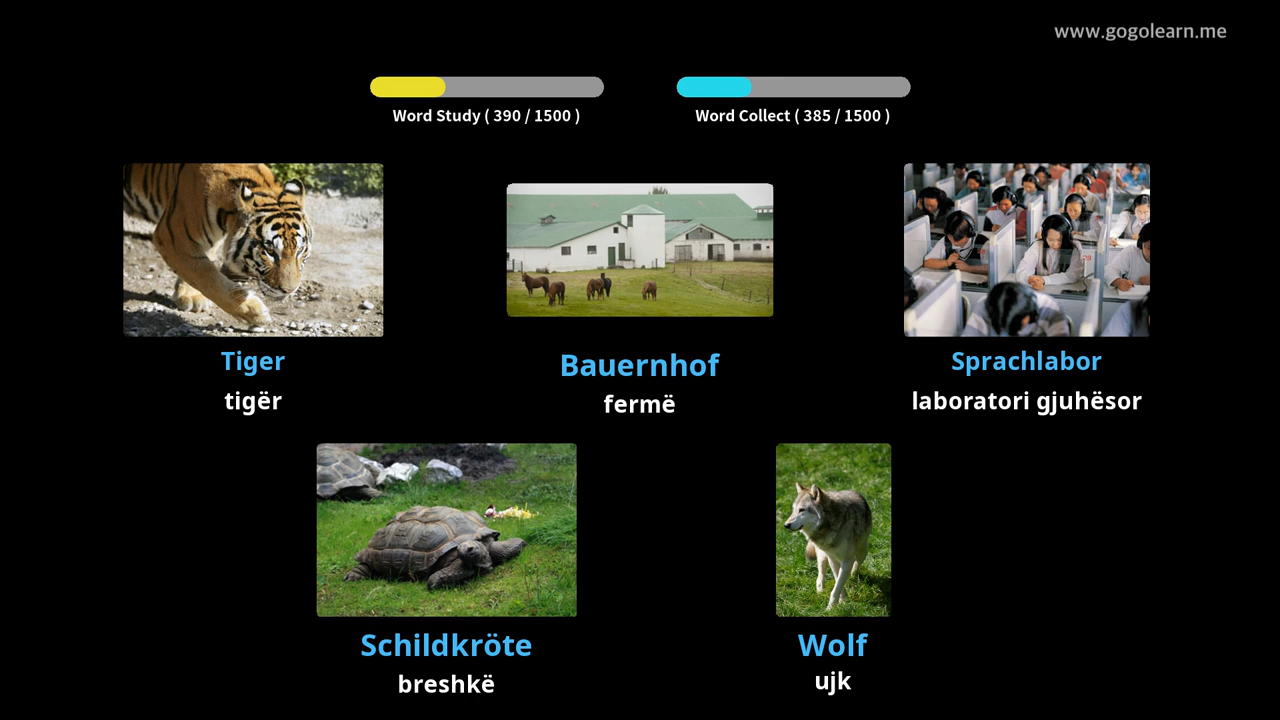 www.gogolearn.me
Word Study ( 390 / 1500 )
Word Collect ( 385 / 1500 )
Tiger
tigër
Bauernhof
fermë
Sprachlabor
laboratori gjuhësor
Schildkröte
breshkë
Wolf
ujk